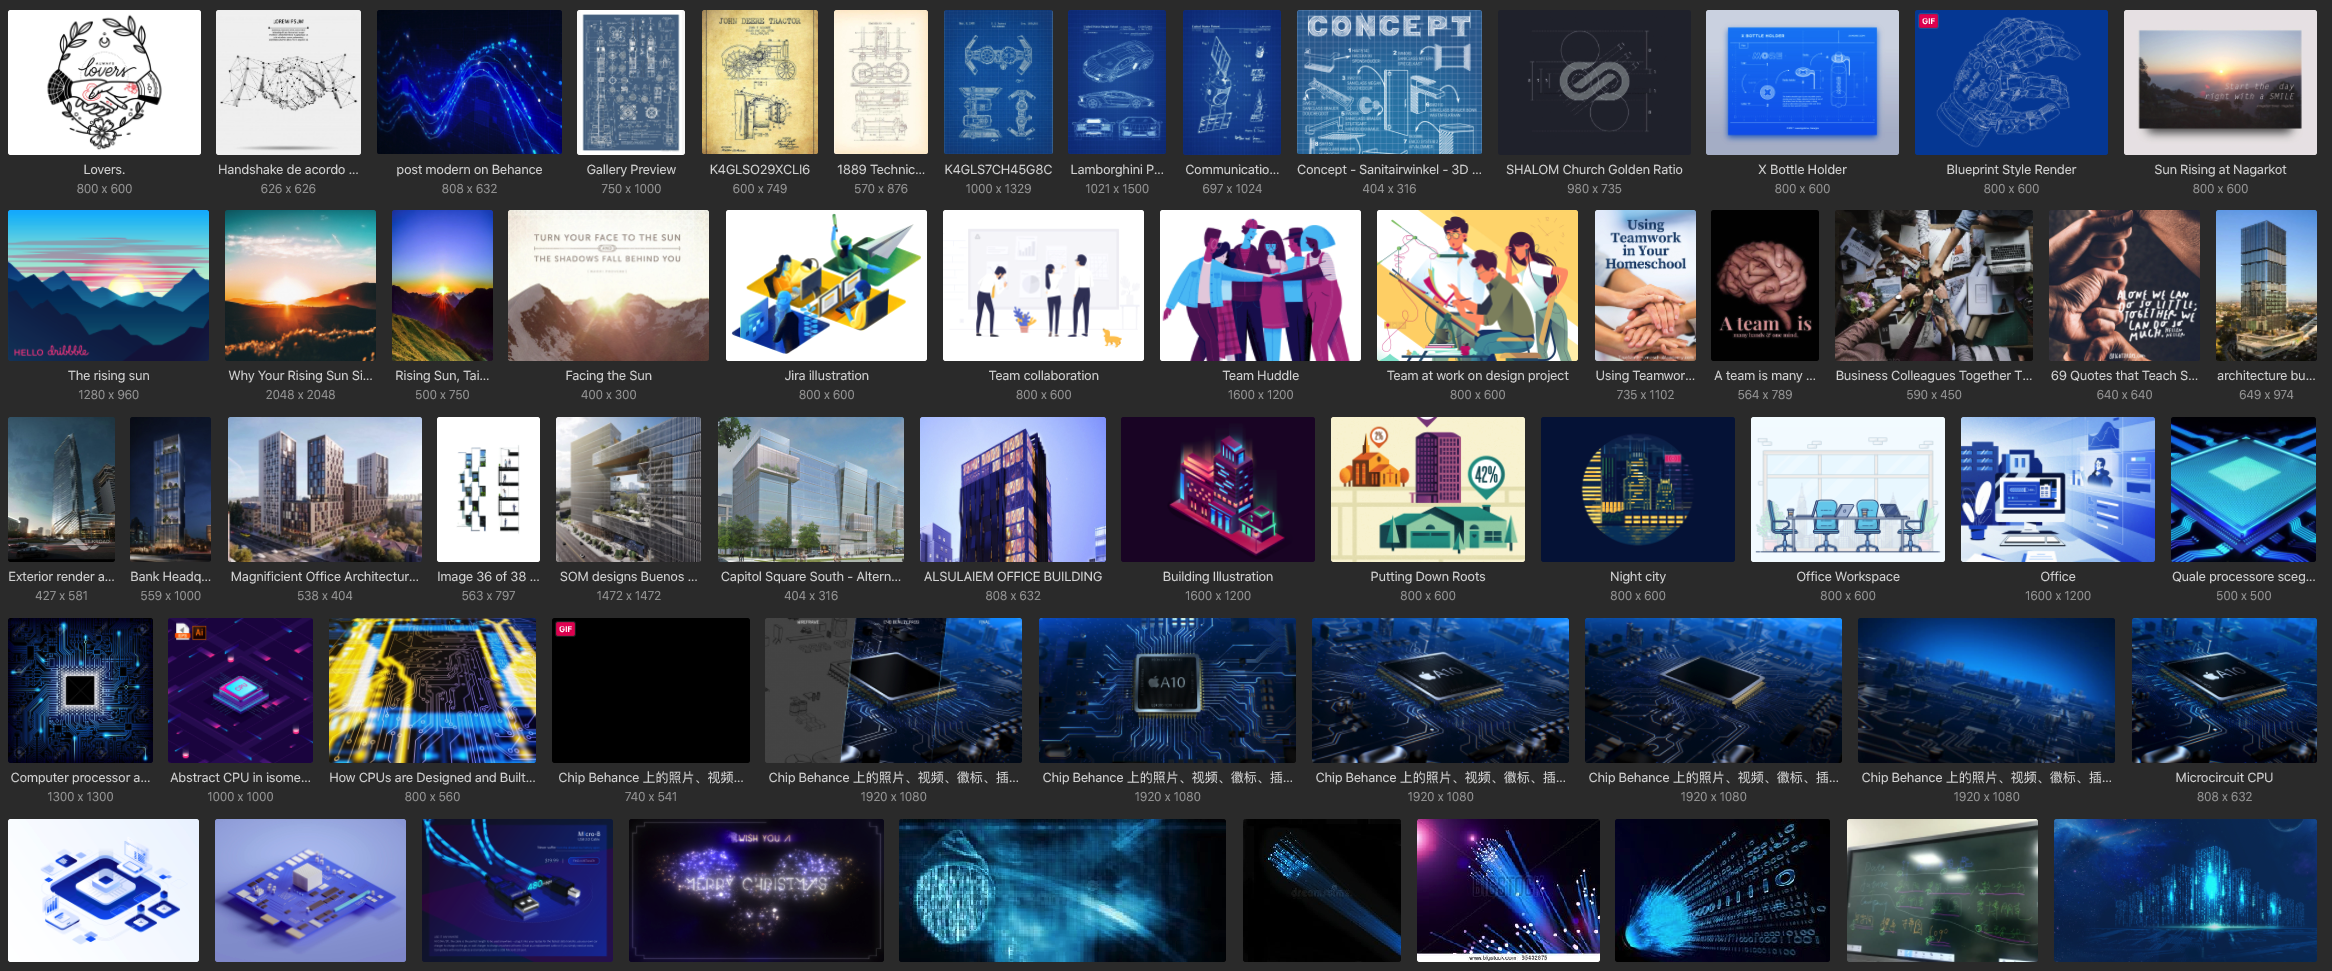 ALWAYS
lovers
LOREM IPSUM
JOHN DEERE TRACTOR
CONCEPT
X BOTTLE HOLDER
GIF
Start the day
right with a SMILE
Lovers.
Handshake de acordo ...
post modern on Behance
Gallery Preview
K4GLSO29XCLI6
1889 Technic...
K4GLS7CH45G8C
Lamborghini P...
Communicatio...
Concept - Sanitairwinkel - 3D ...
SHALOM Church Golden Ratio
X Bottle Holder
Blueprint Style Render
Sun Rising at Nagarkot
800 x 600
626 x 626
808 x 632
750 x 1000
600 x 749
570 x 876
1000 x 1329
1021 x 1500
697 x 1024
404 x 316
980 x 735
800 x 600
800 x 600
800 x 600
HELLO dribbble
TURN YOUR FACE TO THE SUN
AND
THE SHADOWS FALL BEHIND YOU
Using
Teamwork
in Your
Homeschool
A team is
many hands & one mind.
ALONE WE CAN
DO SO LITTLE;
TOGETHER WE
CAN DO SO
MUCH.
The rising sun
Why Your Rising Sun Si...
Rising Sun, Tai...
Facing the Sun
Jira illustration
Team collaboration
Team Huddle
Team at work on design project
Using Teamwor...
A team is many ...
Business Colleagues Together T...
69 Quotes that Teach S...
architecture bu...
1280 x 960
2048 x 2048
500 x 750
400 x 300
800 x 600
800 x 600
1600 x 1200
800 x 600
735 x 1102
564 x 789
590 x 450
640 x 640
649 x 974
42%
Exterior render a...
Bank Headq...
Magnificient Office Architectur...
Image 36 of 38 ...
SOM designs Buenos ...
Capitol Square South - Altern...
ALSULAIEM OFFICE BUILDING
Building Illustration
Putting Down Roots
Night city
Office Workspace
Office
Quale processore sceg...
427 x 581
559 x 1000
538 x 404
563 x 797
1472 x 1472
404 x 316
808 x 632
1600 x 1200
800 x 600
800 x 600
800 x 600
1600 x 1200
500 x 500
Ai
CPU
GIF
WIREFRAME
FINAL
A10
A10
A10
Computer processor a...
Abstract CPU in isome...
How CPUs are Designed and Built...
Chip Behance 上的照片、视频...
Chip Behance 上的照片、视频、徽标、插...
Chip Behance 上的照片、视频、徽标、插...
Chip Behance 上的照片、视频、徽标、插...
Chip Behance 上的照片、视频、徽标、插...
Chip Behance 上的照片、视频、徽标、插...
Microcircuit CPU
1300 x 1300
1000 x 1000
800 x 560
740 x 541
1920 x 1080
1920 x 1080
1920 x 1080
1920 x 1080
1920 x 1080
808 x 632
Micro-B
480
WISH YOU A
MERRY CHRISTMAS